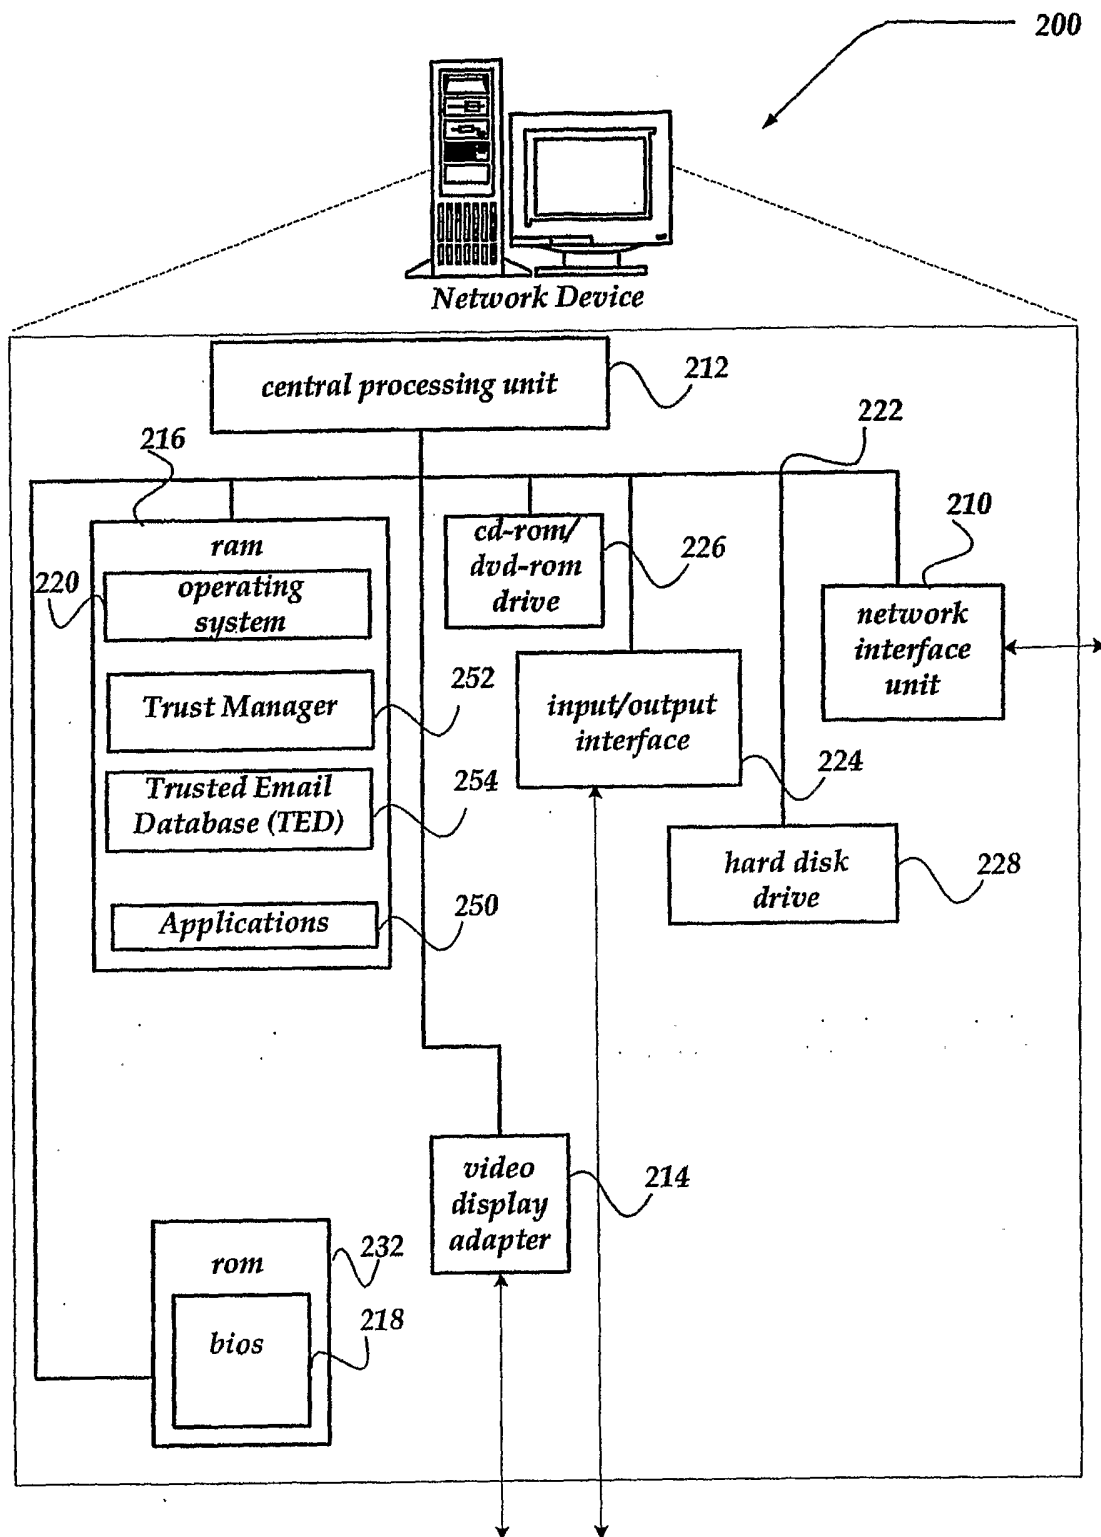 200
Network Device
central processing unit
212
222
216
210
ram
cd-rom/
dvd-rom
drive
226
220
operating
system
network
interface
unit
Trust Manager
252
input/output
interface
224
Trusted Email
Database (TED)
254
hard disk
drive
228
Applications
250
video
display
adapter
214
rom
232
bios
218